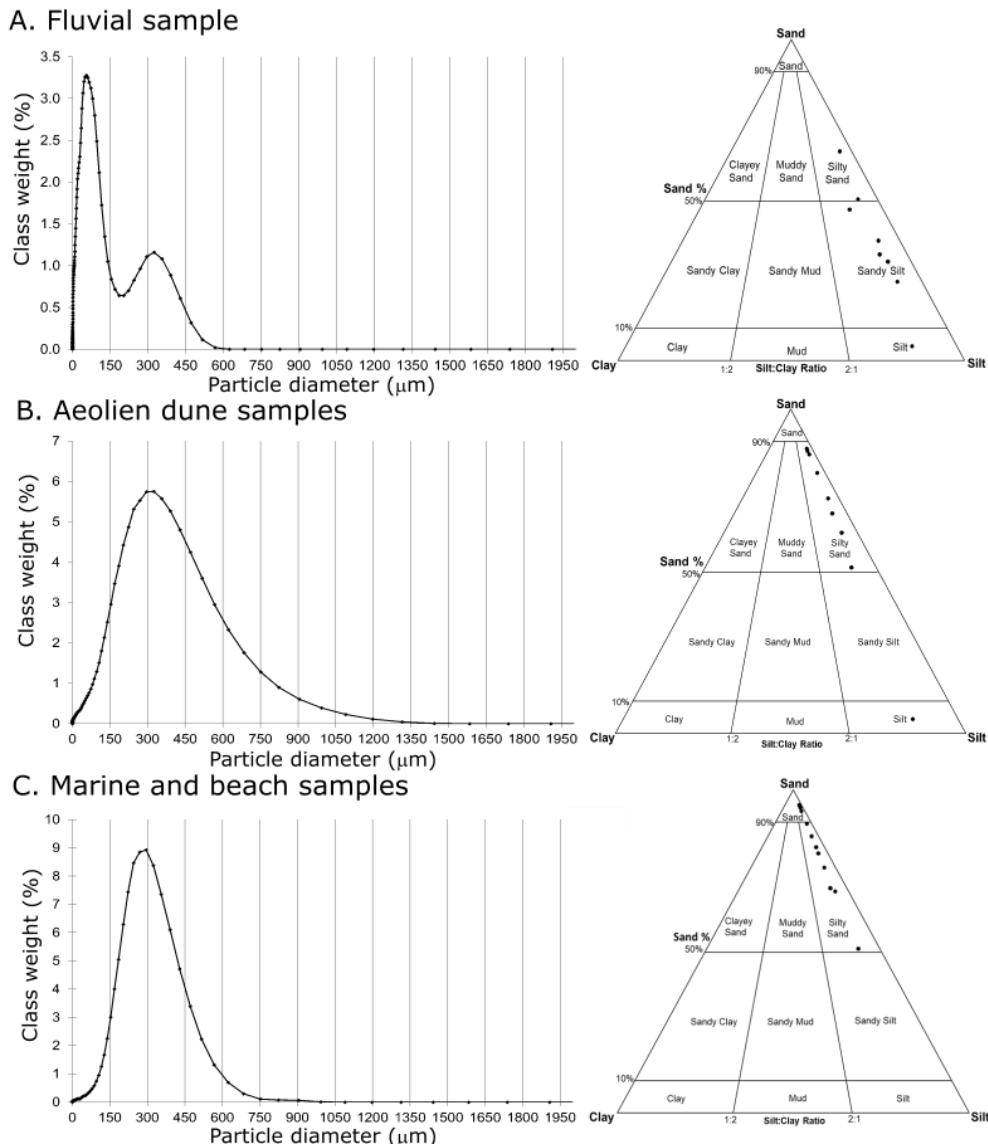 A. Fluvial sample
Class weight (%)
3.5
3.0
2.5
2.0
1.5
1.0
0.5
0.0
0 150 300 450 600 750 900 1050 1200 1350 1500 1650 1800 1950
Particle diameter (μm)
Sand
90%
Sand
Clayey Sand
Muddy Sand
Silty Sand
Sand %
50%
Sandy Clay
Sandy Mud
Sandy Silt
10%
Clay
Mud
Silt
Clay
1:2
Silt:Clay Ratio
2:1
Silt
B. Aeolien dune samples
Class weight (%)
7
6
5
4
3
2
1
0
0 150 300 450 600 750 900 1050 1200 1350 1500 1650 1800 1950
Particle diameter (μm)
Sand
90%
Sand
Clayey Sand
Muddy Sand
Silty Sand
Sand %
50%
Sandy Clay
Sandy Mud
Sandy Silt
10%
Clay
Mud
Silt
Clay
1:2
Silt:Clay Ratio
2:1
Silt
C. Marine and beach samples
Class weight (%)
10
9
8
7
6
5
4
3
2
1
0
0 150 300 450 600 750 900 1050 1200 1350 1500 1650 1800 1950
Particle diameter (μm)
Sand
90%
Sand
Clayey Sand
Muddy Sand
Silty Sand
Sand %
50%
Sandy Clay
Sandy Mud
Sandy Silt
10%
Clay
Mud
Silt
Clay
1:2
Silt:Clay Ratio
2:1
Silt